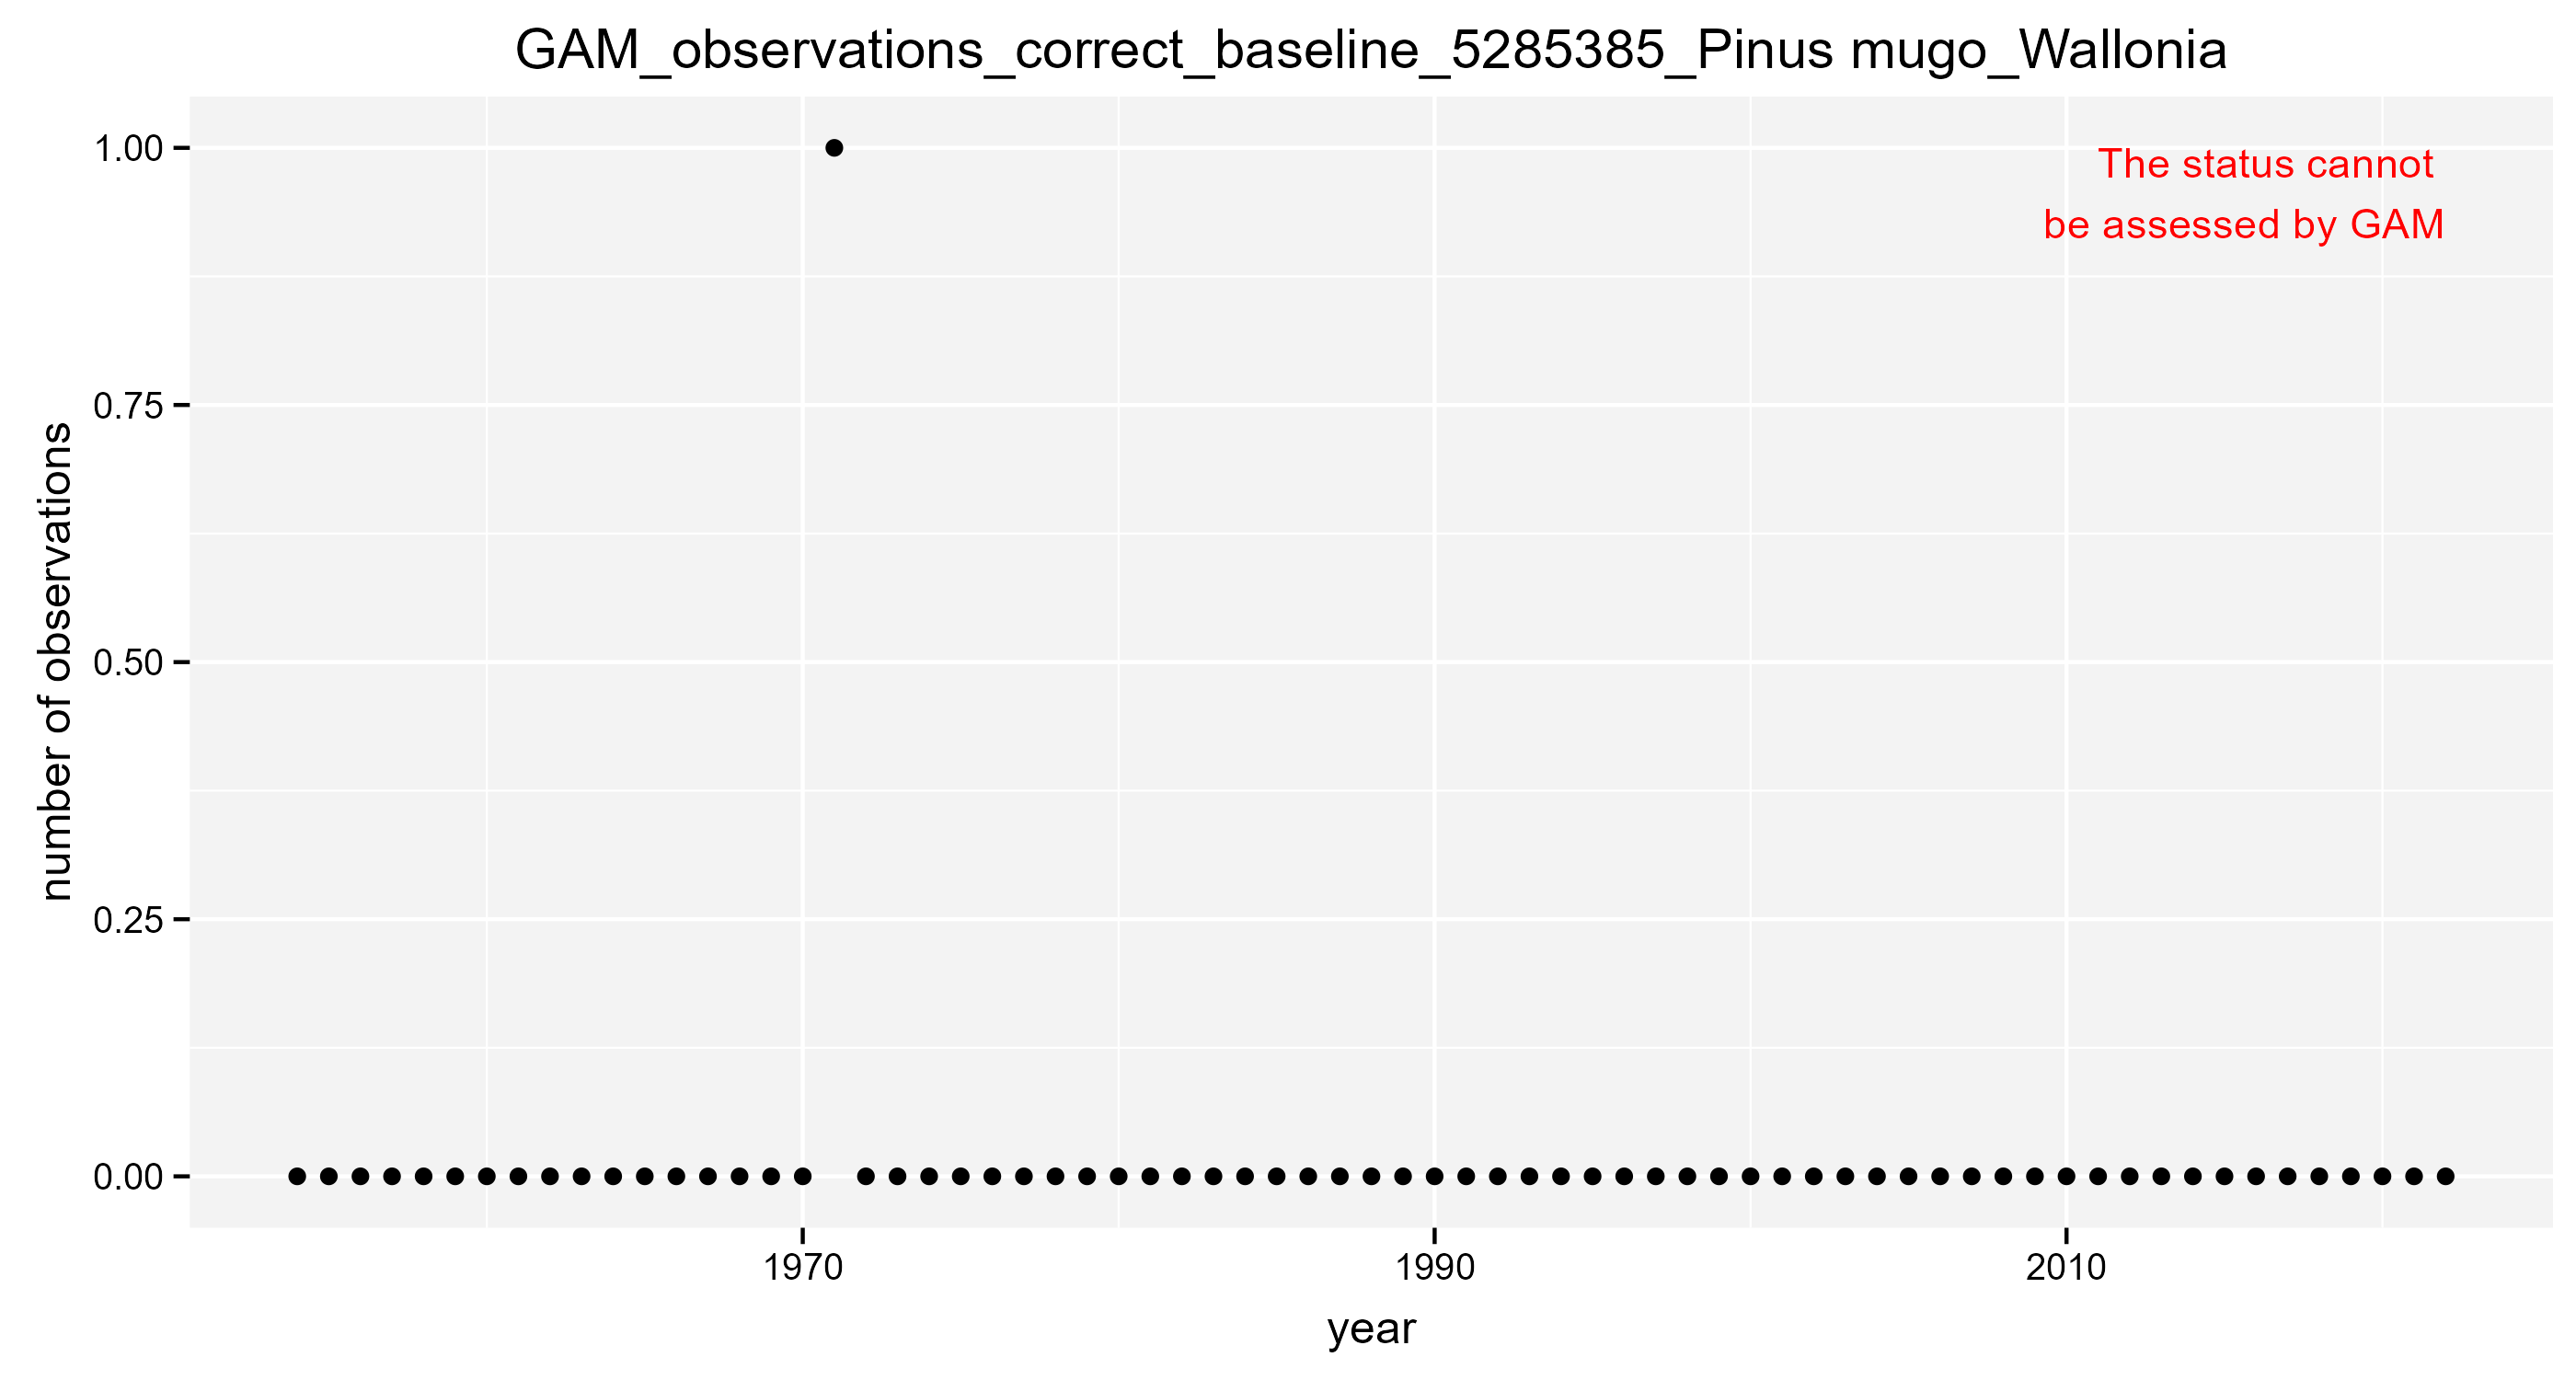 GAM_observations_correct_baseline_5285385_Pinus mugo_Wallonia
The status cannot
be assessed by GAM
number of observations
1.00
0.75
0.50
0.25
0.00
1970
1990
2010
year